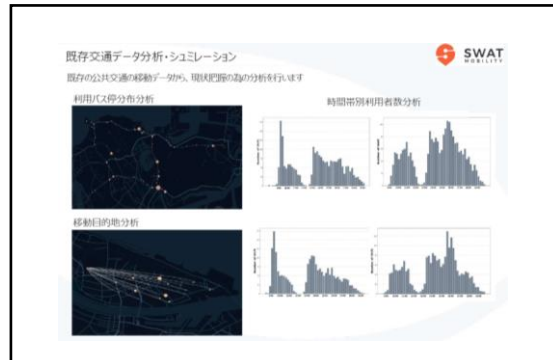 既存交通データ分析・シュミレーション
SWAT
MOBILITY
既存の公共交通の移動データから、現状把握の為の分析を行います
利用バス停分布分析
時間帯別利用者数分析
移動目的地分析